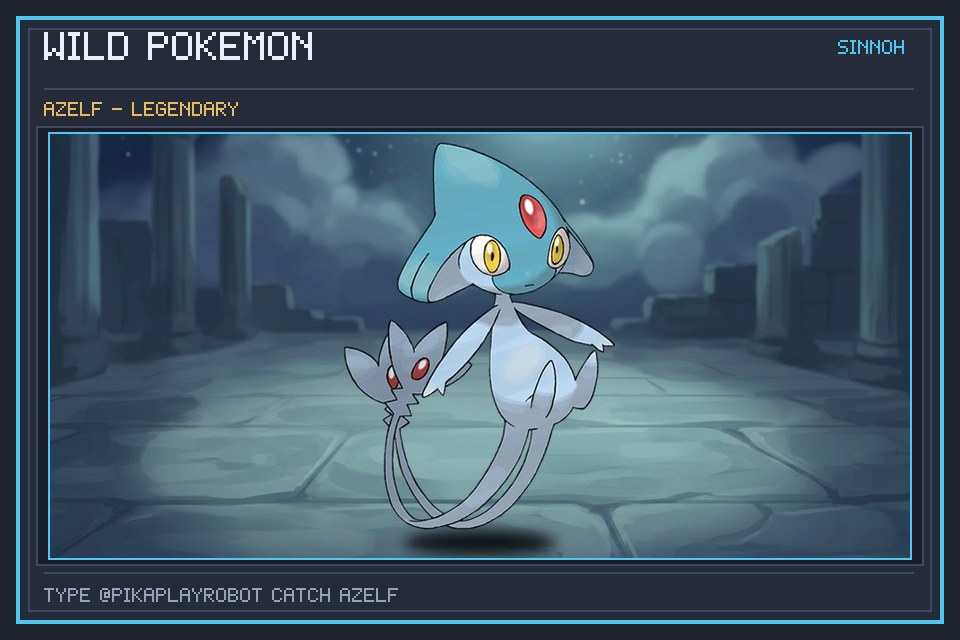 WILD POKEMON
SINNOH
AZELF - LEGENDARY
TYPE @PIKAPLAYROBOT CATCH AZELF